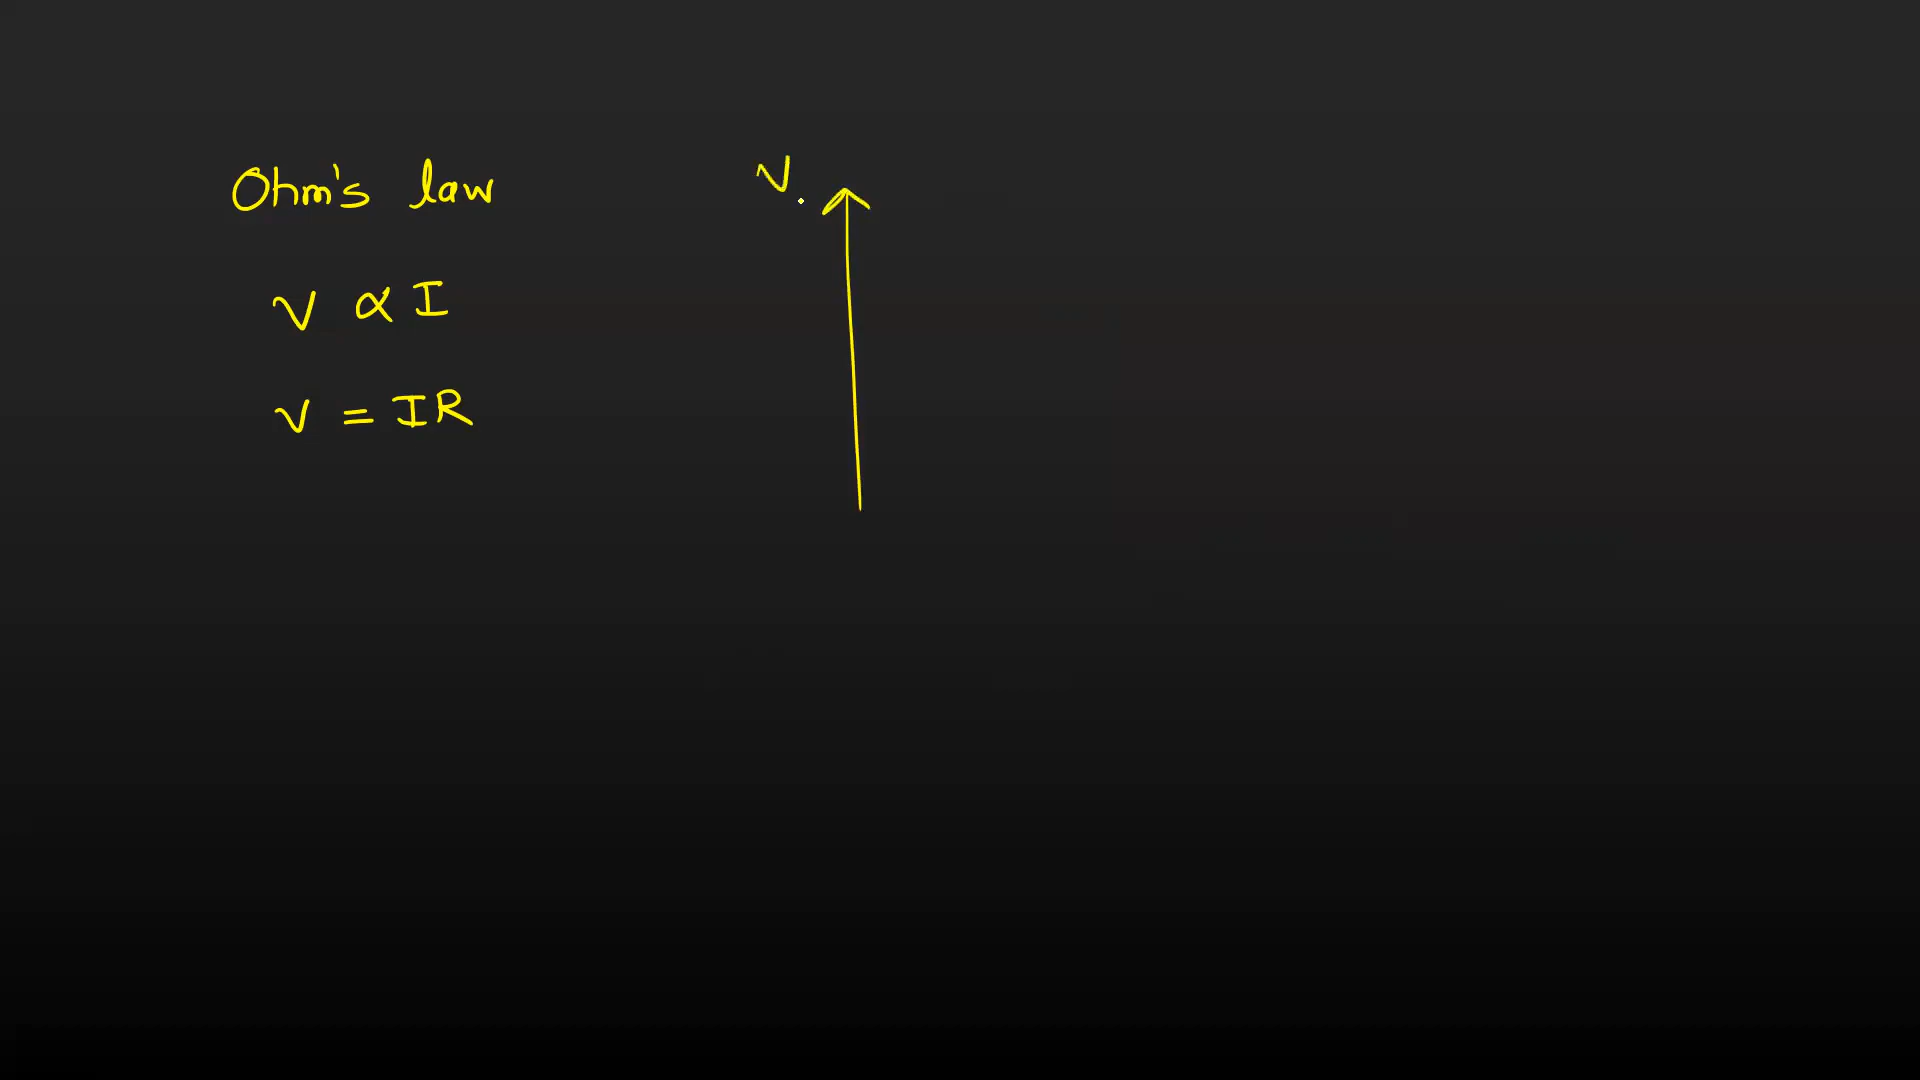 Ohm's law
V ∝ I
V = IR
V